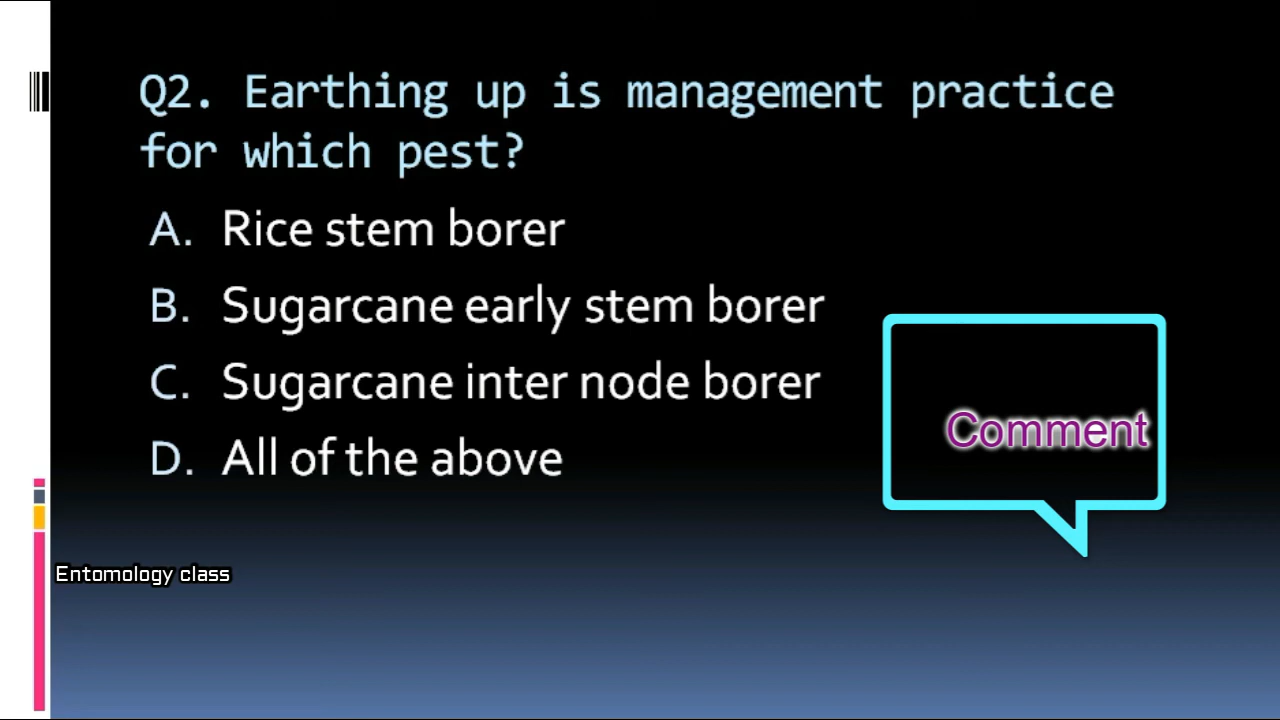 Q2. Earthing up is management practice
for which pest?
A. Rice stem borer
B. Sugarcane early stem borer
C. Sugarcane inter node borer
D. All of the above
Comment
Entomology class